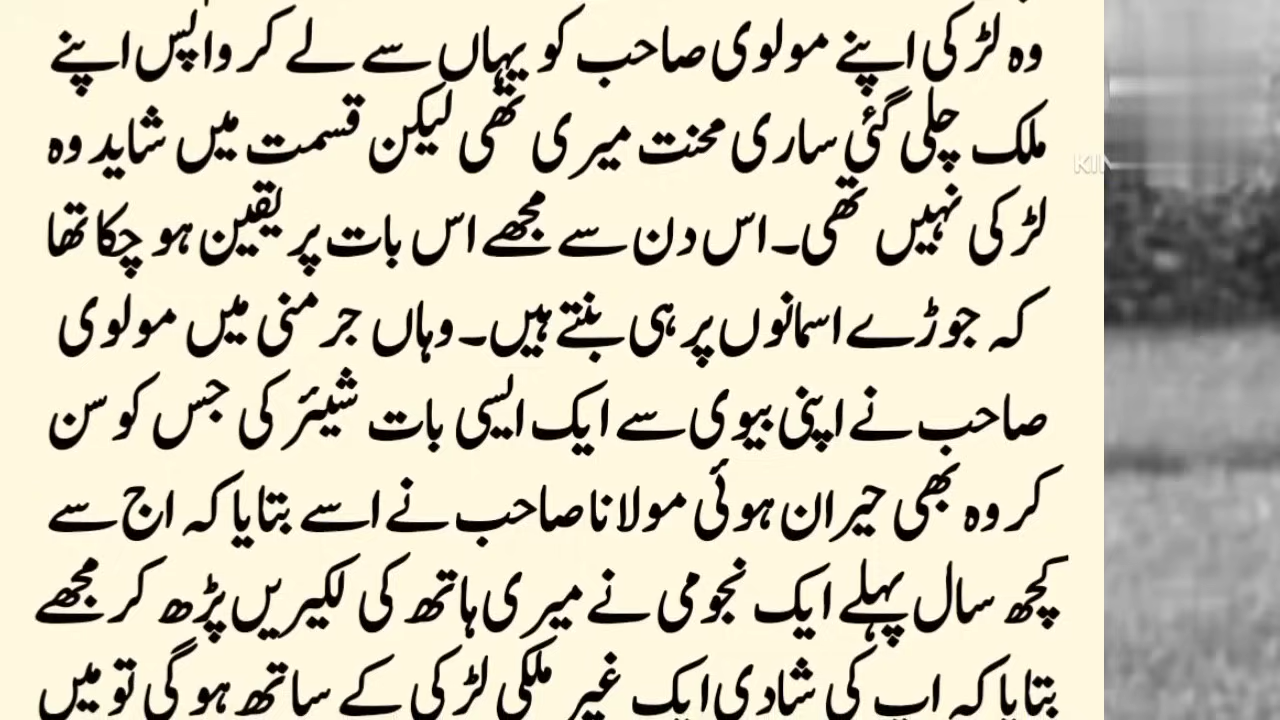 وہ لڑکی اپنے مولوی صاحب کو یہاں سے لے کر واپس اپنے
ملک چلی گئی ساری محنت میری تھی لیکن قسمت میں شاید وہ
لڑکی نہیں تھی۔ اس دن سے مجھے اس بات پر یقین ہو چکا تھا
کہ جوڑے اسمانوں پر ہی بنتے ہیں۔ وہاں جرمنی میں مولوی
صاحب نے اپنی بیوی سے ایک ایسی بات شیئر کی جس کو سن
کر وہ بھی حیران ہوئی مولانا صاحب نے اسے بتایا کہ اج سے
کچھ سال پہلے ایک نجومی نے میری ہاتھ کی لکیریں پڑھ کر مجھے
بتایا کہ اپ کی شادی ایک غیر ملکی لڑکی کے ساتھ ہو گی تو میں